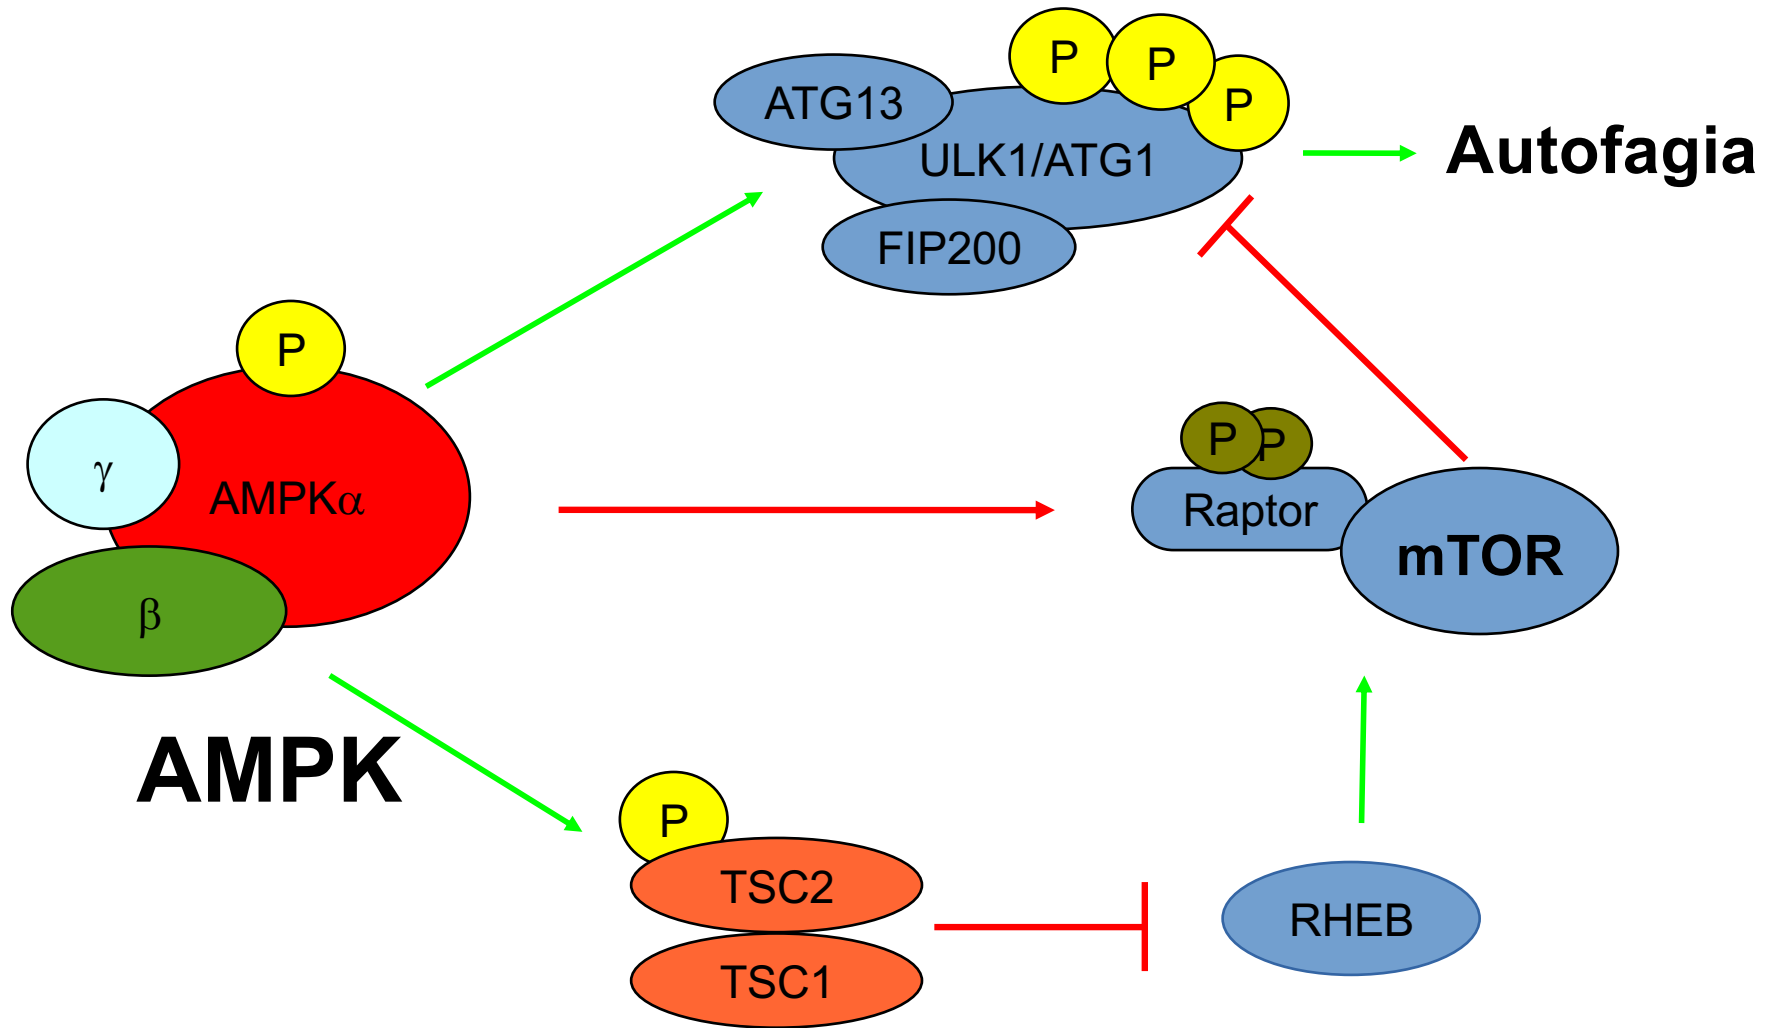 P
P
P
ATG13
ULK1/ATG1
Autofagia
FIP200
P
γ
AMPKα
β
P
P
Raptor
mTOR
AMPK
P
TSC2
TSC1
RHEB